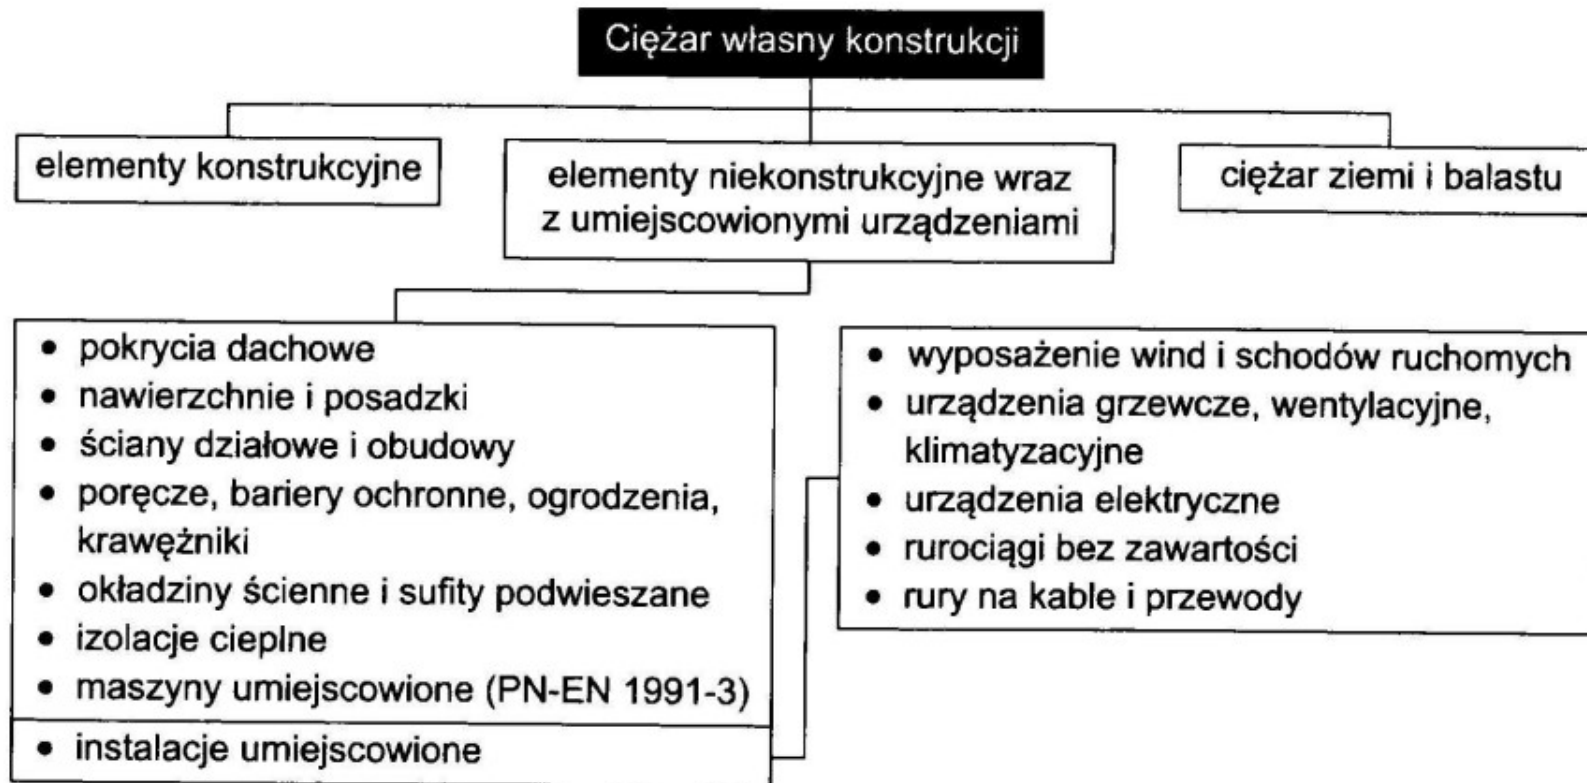 Ciężar własny konstrukcji
elementy konstrukcyjne
elementy niekonstrukcyjne wraz
z umiejscowionymi urządzeniami
ciężar ziemi i balastu
• pokrycia dachowe
• nawierzchnie i posadzki
• ściany działowe i obudowy
• poręcze, bariery ochronne, ogrodzenia,
krawężniki
• okładziny ścienne i sufity podwieszane
• izolacje cieplne
• maszyny umiejscowione (PN-EN 1991-3)
• instalacje umiejscowione
• wyposażenie wind i schodów ruchomych
• urządzenia grzewcze, wentylacyjne,
klimatyzacyjne
• urządzenia elektryczne
• rurociągi bez zawartości
• rury na kable i przewody